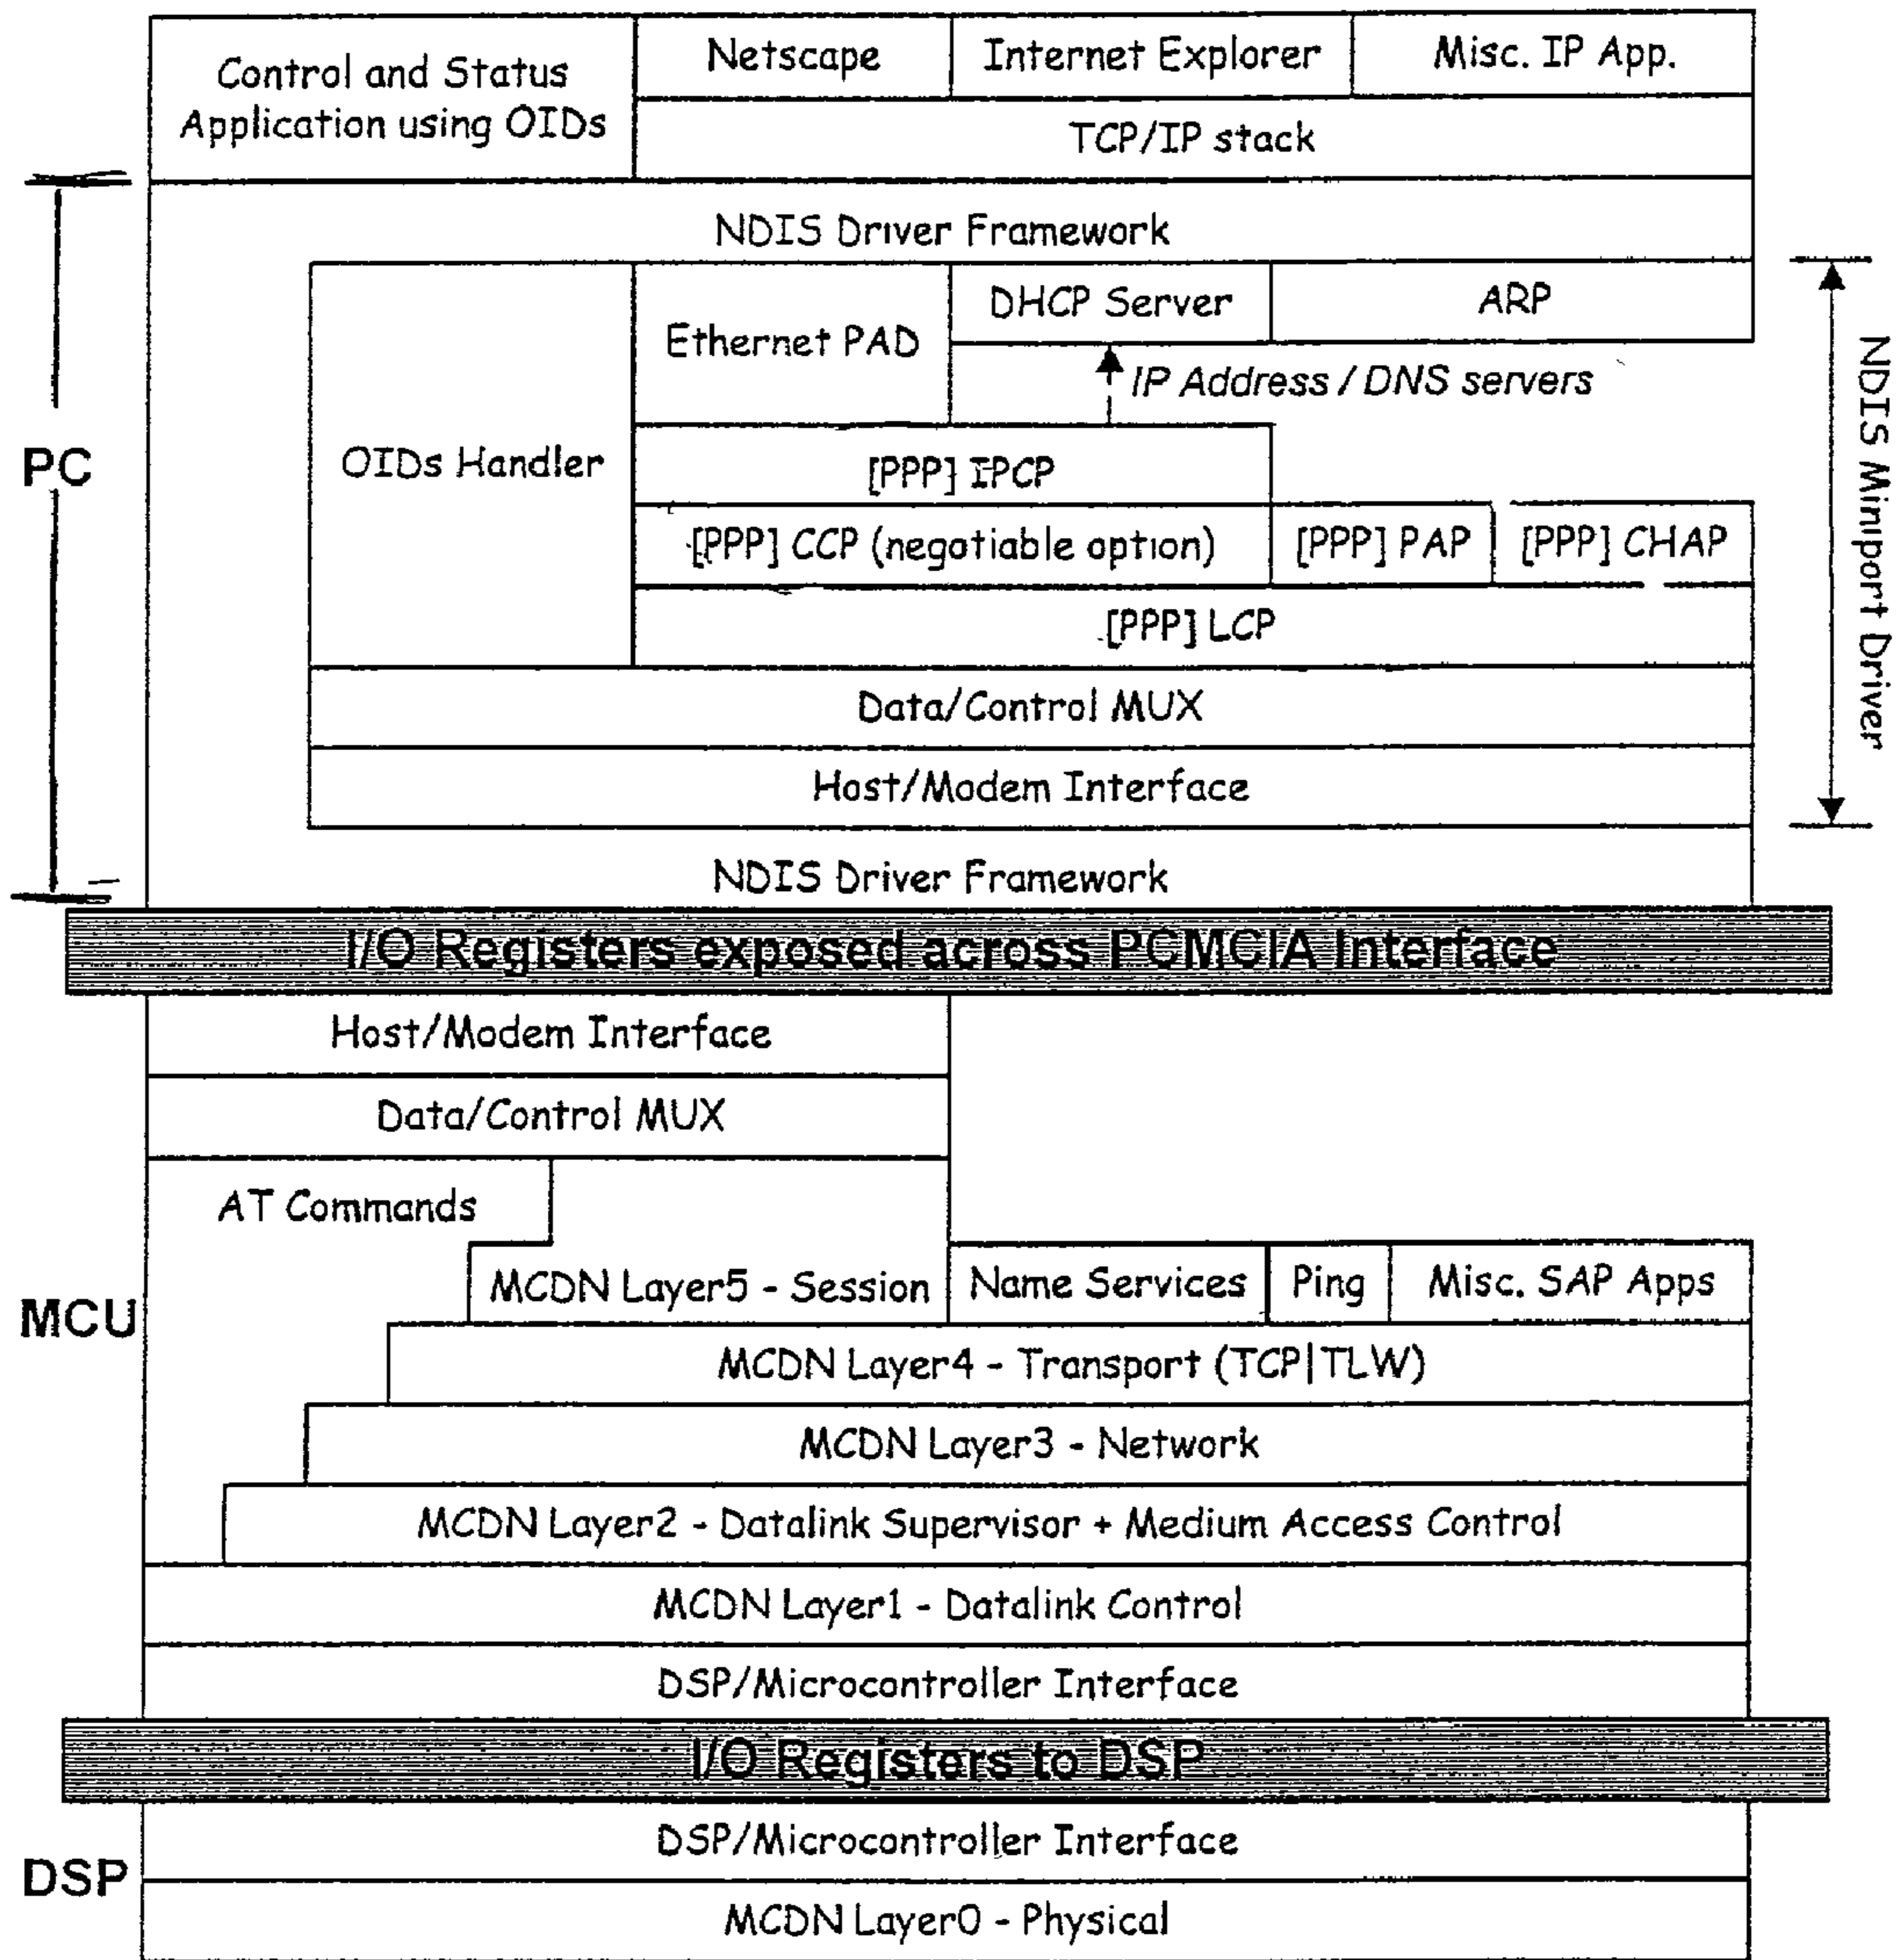 Control and Status
Application using OIDs
Netscape
Internet Explorer
Misc. IP App.
TCP/IP stack
NDIS Driver Framework
PC
OIDs Handler
Ethernet PAD
DHCP Server
ARP
IP Address / DNS servers
[PPP] IPCP
[PPP] CCP (negotiable option)
[PPP] PAP
[PPP] CHAP
[PPP] LCP
NDIS Miniport Driver
Data/Control MUX
Host/Modem Interface
NDIS Driver Framework
I/O Registers exposed across PCMCIA Interface
Host/Modem Interface
Data/Control MUX
AT Commands
MCU
MCDN Layer5 - Session
Name Services
Ping
Misc. SAP Apps
MCDN Layer4 - Transport (TCP|TLW)
MCDN Layer3 - Network
MCDN Layer2 - Datalink Supervisor + Medium Access Control
MCDN Layer1 - Datalink Control
DSP/Microcontroller Interface
I/O Registers to DSP
DSP/Microcontroller Interface
DSP
MCDN Layer0 - Physical